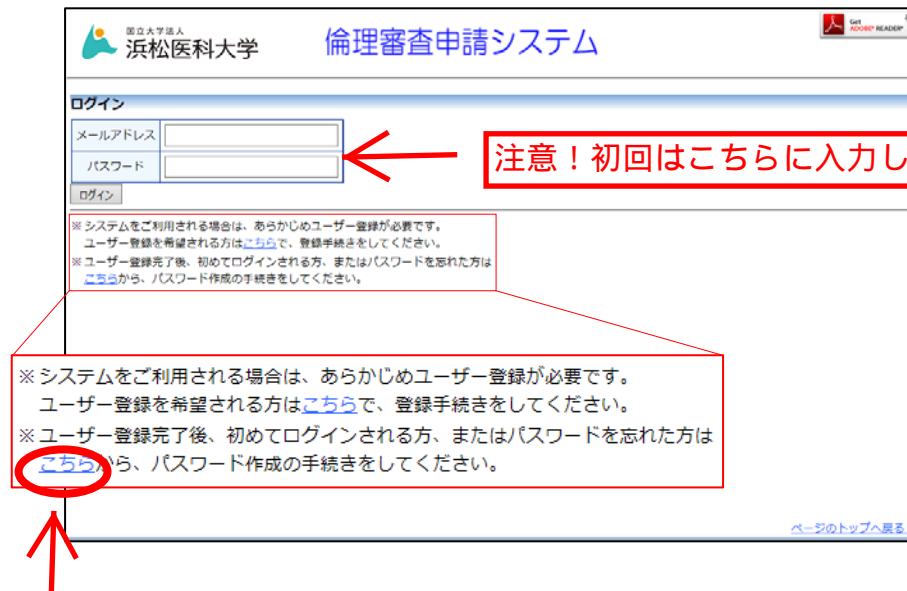 国立大学法人
浜松医科大学
倫理審査申請システム
Get
ADOBE® READER®
ログイン
メールアドレス
パスワード
注意！初回はこちらに入力し
ログイン
※ システムをご利用される場合は、あらかじめユーザー登録が必要です。
ユーザー登録を希望される方はこちらで、登録手続きをしてください。
※ ユーザー登録完了後、初めてログインされる方、またはパスワードを忘れた方は
こちらから、パスワード作成の手続きをしてください。
※ システムをご利用される場合は、あらかじめユーザー登録が必要です。
ユーザー登録を希望される方はこちらで、登録手続きをしてください。
※ ユーザー登録完了後、初めてログインされる方、またはパスワードを忘れた方は
こちらから、パスワード作成の手続きをしてください。
ページのトップへ戻る